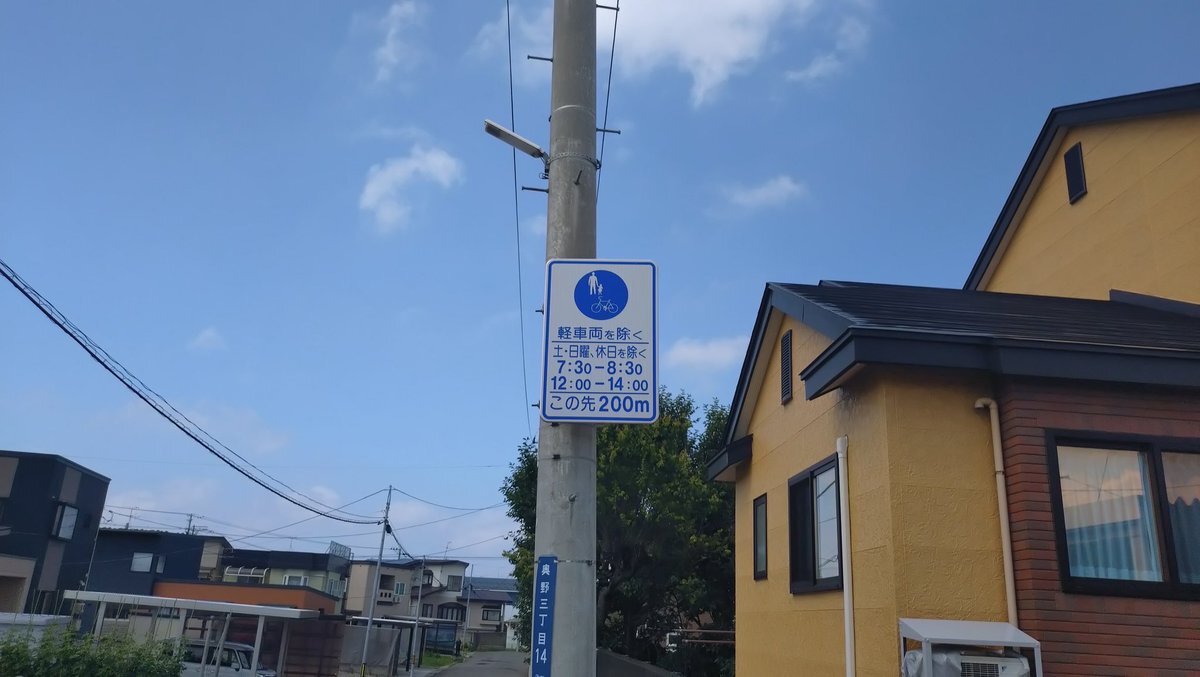 軽車両を除く
土・日曜、休日を除く
7:30-8:30
12:00-14:00
この先200m
奥野三丁目14